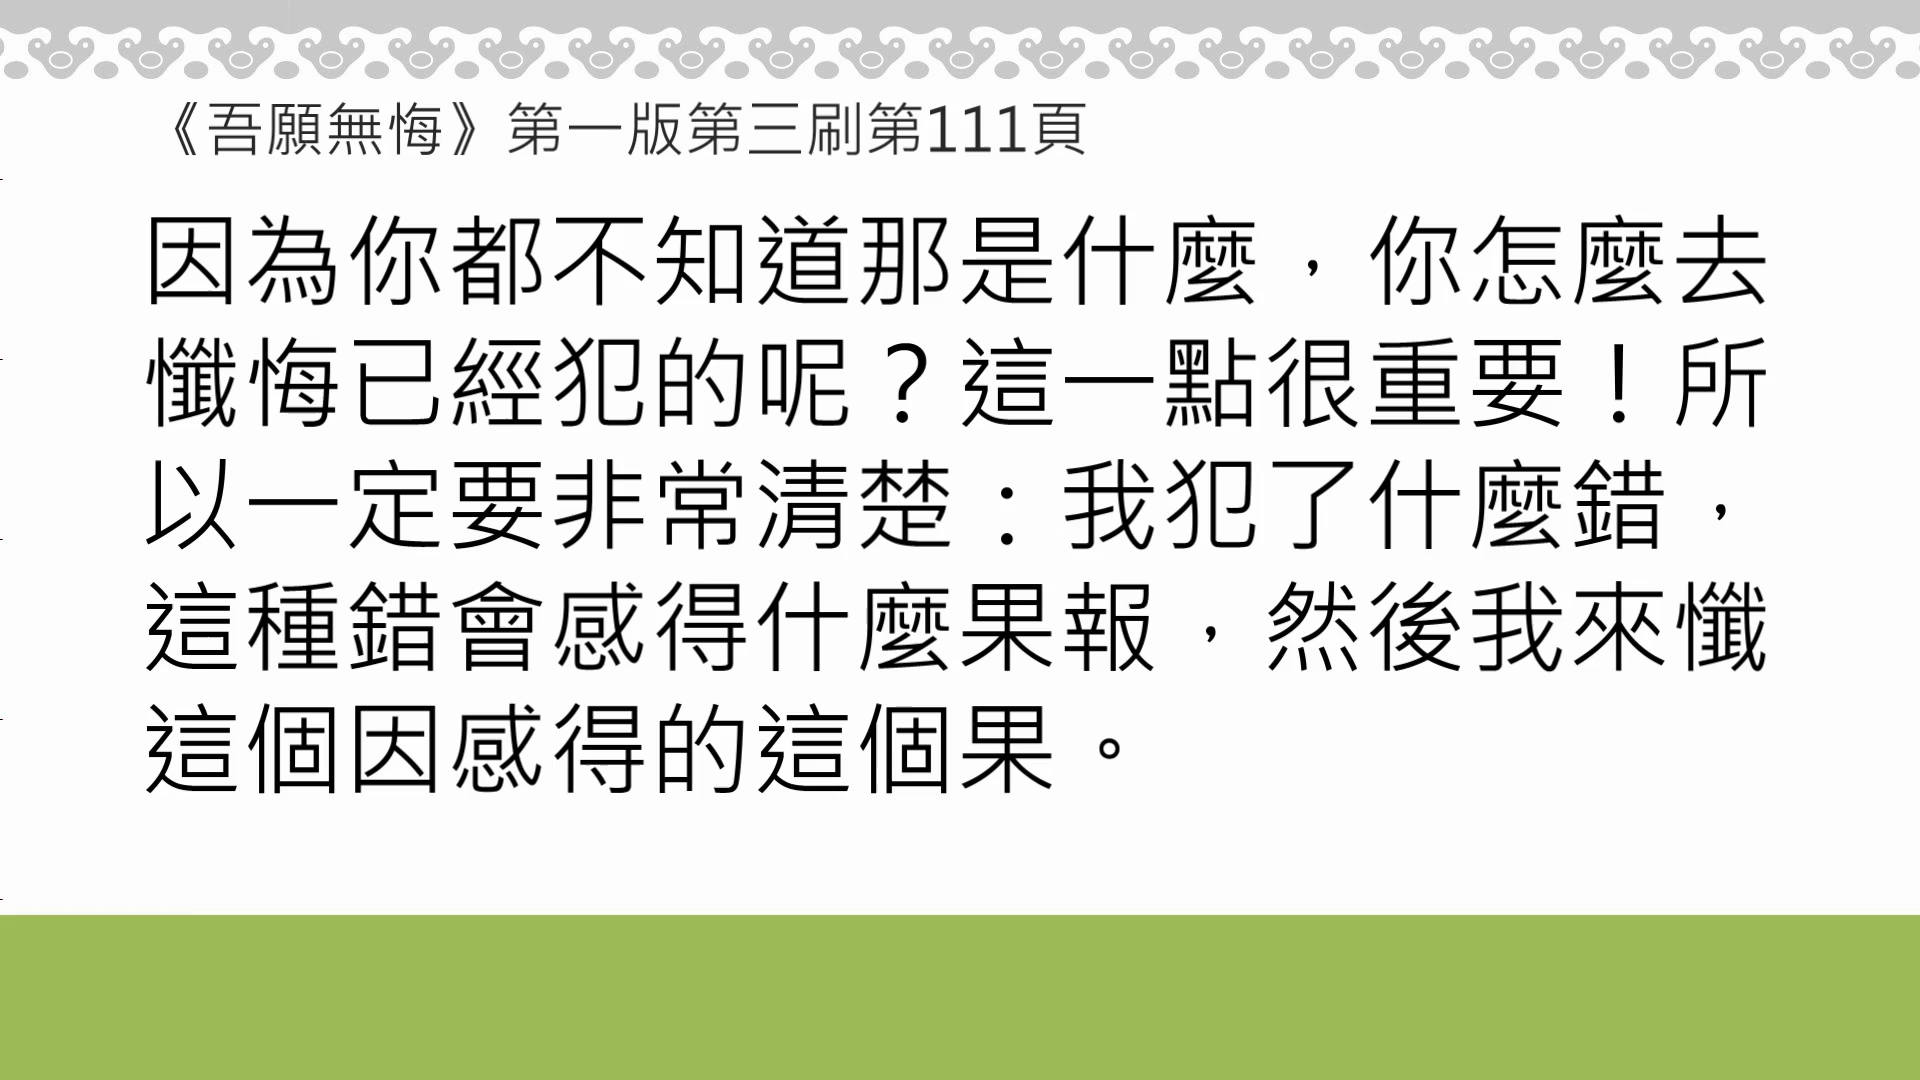 《吾願無悔》第一版第三刷第111頁
因為你都不知道那是什麼，你怎麼去
懺悔已經犯的呢？這一點很重要！所
以一定要非常清楚：我犯了什麼錯，
這種錯會感得什麼果報，然後我來懺
這個因感得的這個果。